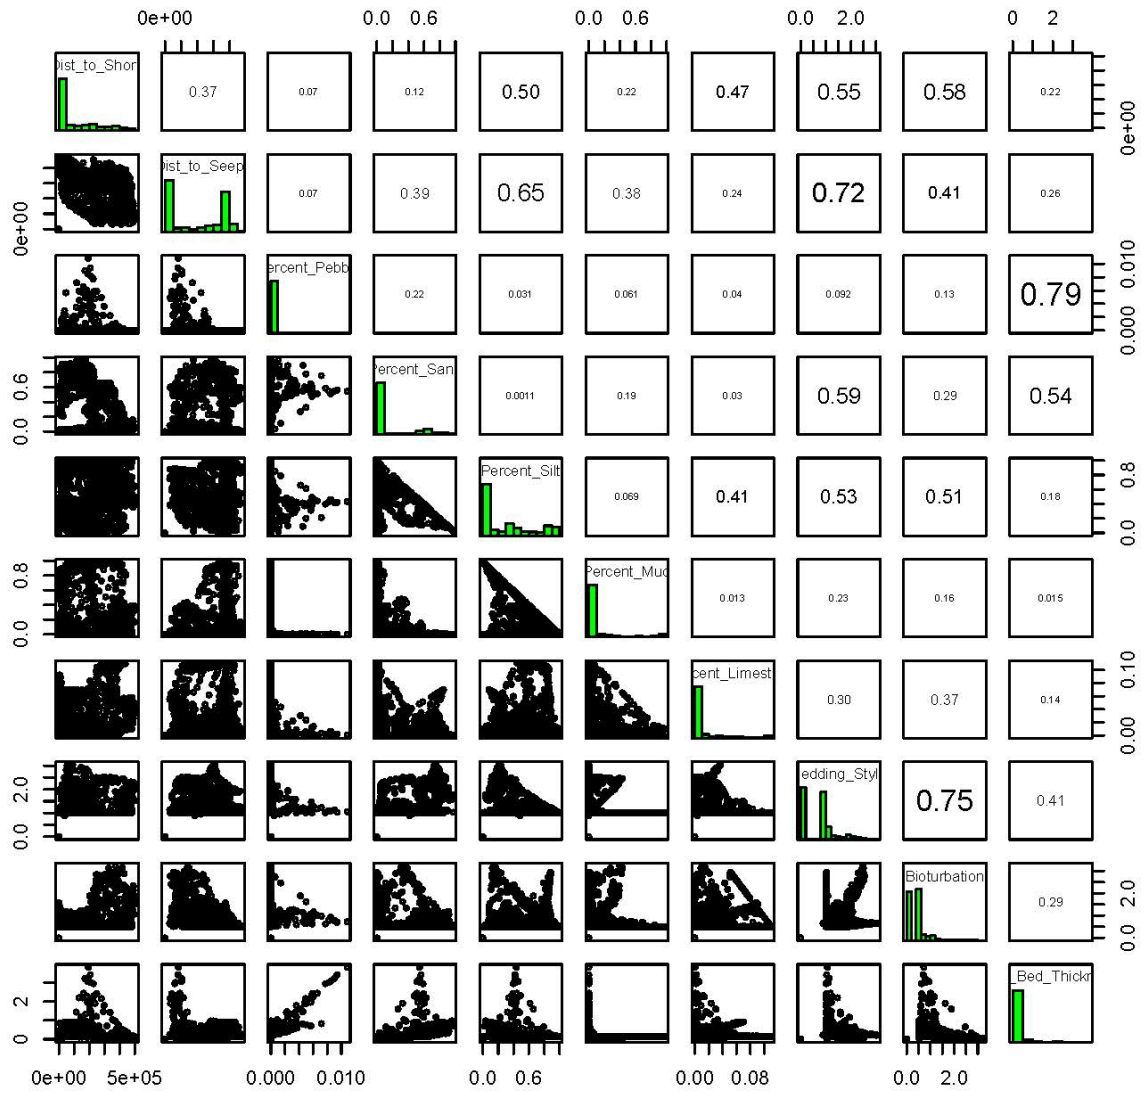 0e+00 0.0 0.6 0.0 0.6 0.0 2.0 0 2
Dist_to_Shor 0.37 0.07 0.12 0.50 0.22 0.47 0.55 0.58 0.22 0e+00
0e+00 Dist_to_Seep 0.07 0.39 0.65 0.38 0.24 0.72 0.41 0.26
ercent_Pebb 0.22 0.031 0.061 0.04 0.092 0.13 0.79 0.000 0.010
0.0 0.6 Percent_San 0.0011 0.19 0.03 0.59 0.29 0.54
Percent_Silt 0.069 0.41 0.53 0.51 0.18 0.0 0.8
0.0 0.8 Percent_Mud 0.013 0.23 0.16 0.015
cent_Limest 0.30 0.37 0.14 0.00 0.10
0.0 2.0 edding_Styl 0.75 0.41
Bioturbation 0.29 0.0 2.0
0 2 _Bed_Thickn
0e+00 5e+05 0.000 0.010 0.0 0.6 0.00 0.08 0.0 2.0